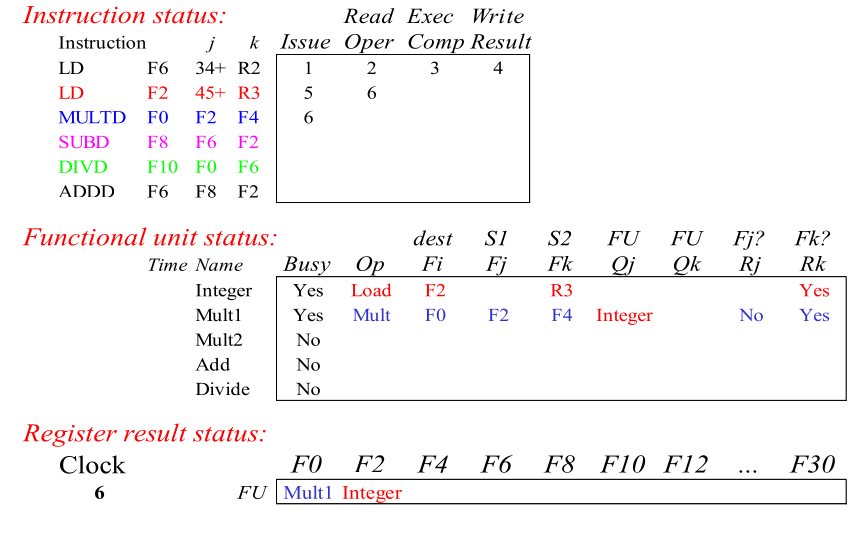 Instruction status: Read Exec Write
Instruction j k Issue Oper Comp Result
LD F6 34+ R2 1 2 3 4
LD F2 45+ R3 5 6
MULTD F0 F2 F4 6
SUBD F8 F6 F2
DIVD F10 F0 F6
ADDD F6 F8 F2
Functional unit status: dest S1 S2 FU FU Fj? Fk?
Time Name Busy Op Fi Fj Fk Qj Qk Rj Rk
Integer Yes Load F2 R3 Yes
Mult1 Yes Mult F0 F2 F4 Integer No Yes
Mult2 No
Add No
Divide No
Register result status:
Clock F0 F2 F4 F6 F8 F10 F12 ... F30
6 FU Mult1 Integer